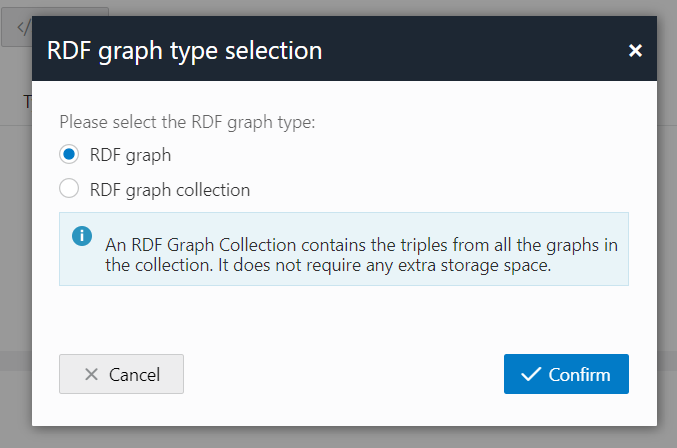 </
T
RDF graph type selection
Please select the RDF graph type:
RDF graph
RDF graph collection
An RDF Graph Collection contains the triples from all the graphs in
the collection. It does not require any extra storage space.
Cancel
Confirm